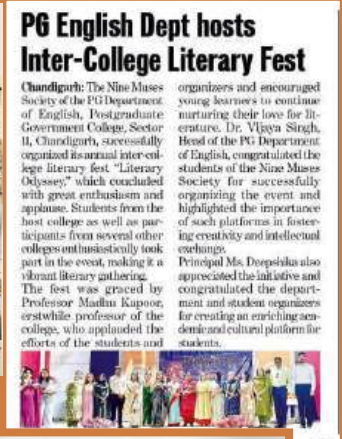 PG English Dept hosts
Inter-College Literary Fest
Chandigarh: The Nine Muses
Society of the PG Department
of English, Postgraduate
Government College, Sector
11, Chandigarh, successfully
organized its annual inter-col-
lege literary fest "Literary
Odyssey," which concluded
with great enthusiasm and
applause. Students from the
host college as well as par-
ticipants from several other
colleges enthusiastically took
part in the event, making it a
vibrant literary gathering.
The fest was graced by
Professor Madhu Kapoor,
erstwhile professor of the
college, who applauded the
efforts of the students and
organizers and encouraged
young learners to continue
nurturing their love for lit-
erature. Dr. Vijaya Singh,
Head of the PG Department
of English, congratulated the
students of the Nine Muses
Society for successfully
organizing the event and
highlighted the importance
of such platforms in foster-
ing creativity and intellectual
exchange.
Principal Ms. Deepshika also
appreciated the initiative and
congratulated the depart-
ment and student organizers
for creating an enriching aca-
demic and cultural platform for
students.